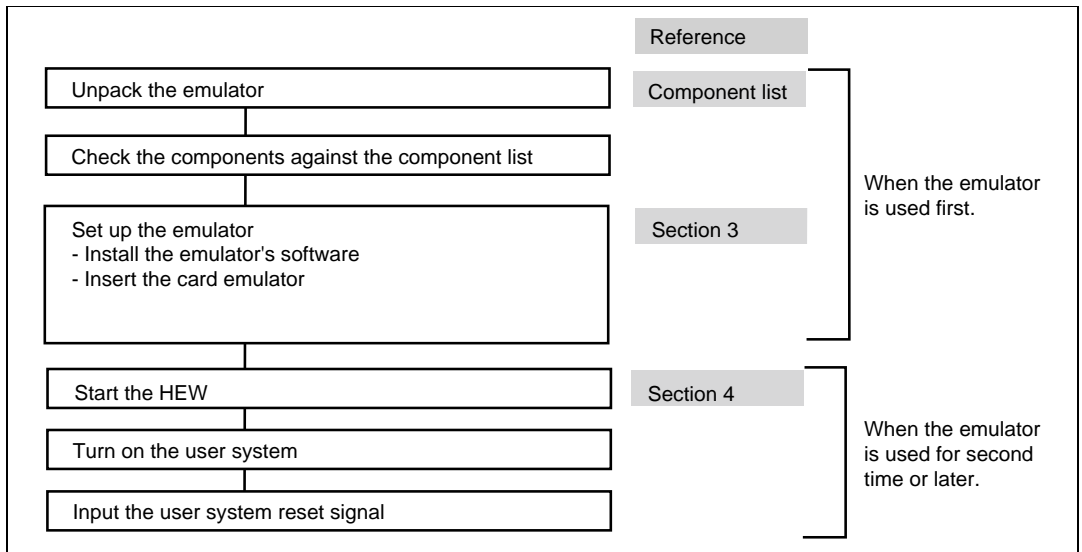 Reference
Unpack the emulator
Component list
Check the components against the component list
When the emulator
is used first.
Set up the emulator
- Install the emulator's software
- Insert the card emulator
Section 3
Start the HEW
Section 4
Turn on the user system
When the emulator
is used for second
time or later.
Input the user system reset signal